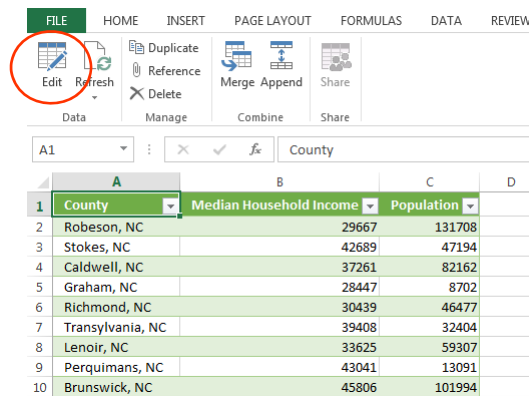 FILE HOME INSERT PAGE LAYOUT FORMULAS DATA REVIEW
Edit Refresh Duplicate Reference Delete Merge Append Share
Data Manage Combine Share
A1 fx County
A B C D
1 County Median Household Income Population
2 Robeson, NC 29667 131708
3 Stokes, NC 42689 47194
4 Caldwell, NC 37261 82162
5 Graham, NC 28447 8702
6 Richmond, NC 30439 46477
7 Transylvania, NC 39408 32404
8 Lenoir, NC 33625 59307
9 Perquimans, NC 43041 13091
10 Brunswick, NC 45806 101994